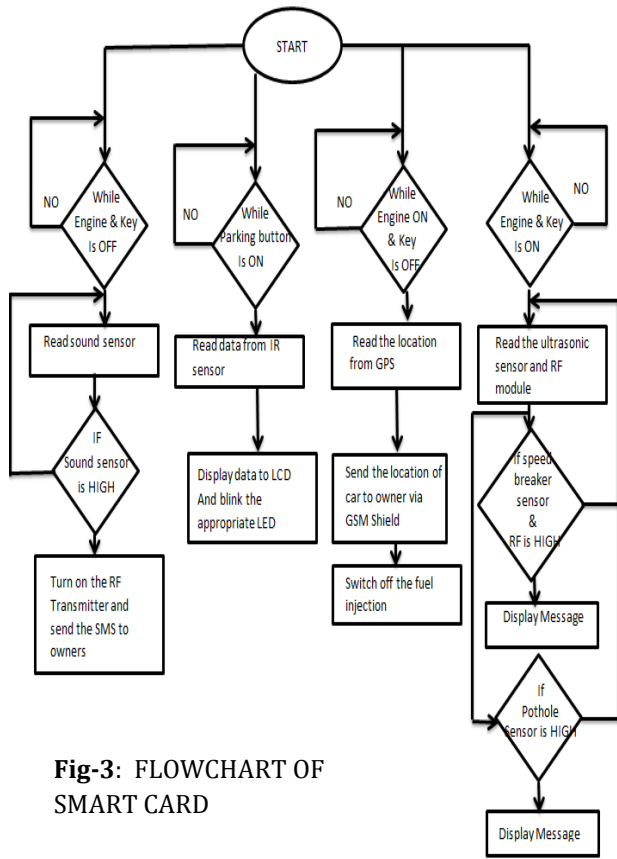 START
NO
While
Engine & Key
Is OFF
NO
While
Parking button
Is ON
NO
While
Engine ON
& Key
Is OFF
NO
While
Engine & Key
Is ON
Read sound sensor
Read data from IR
sensor
Read the location
from GPS
Read the ultrasonic
sensor and RF
module
IF
Sound sensor
is HIGH
Display data to LCD
And blink the
appropriate LED
Send the location of
car to owner via
GSM Shield
If speed
breaker
sensor
&
RF is HIGH
Turn on the RF
Transmitter and
send the SMS to
owners
Switch off the fuel
injection
Display Message
If
Pothole
Sensor is HIGH
Display Message
Fig-3: FLOWCHART OF
SMART CARD